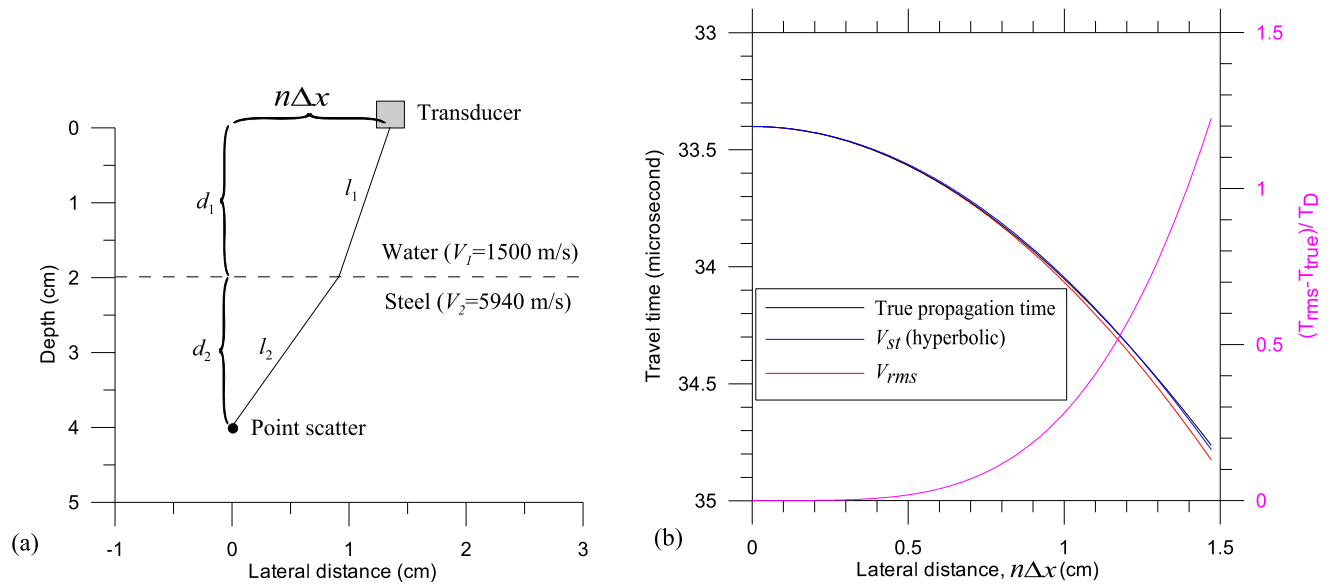 nΔx
Transducer
0
1
2
3
4
5
Depth (cm)
d1
l1
Water (V1=1500 m/s)
Steel (V2=5940 m/s)
d2
l2
Point scatter
-1
0
1
2
3
Lateral distance (cm)
(a)
33
33.5
34
34.5
35
Travel time (microsecond)
True propagation time
Vst (hyperbolic)
Vrms
1.5
1
0.5
0
(Trms-Ttrue)/TD
0
0.5
1
1.5
Lateral distance, nΔx (cm)
(b)